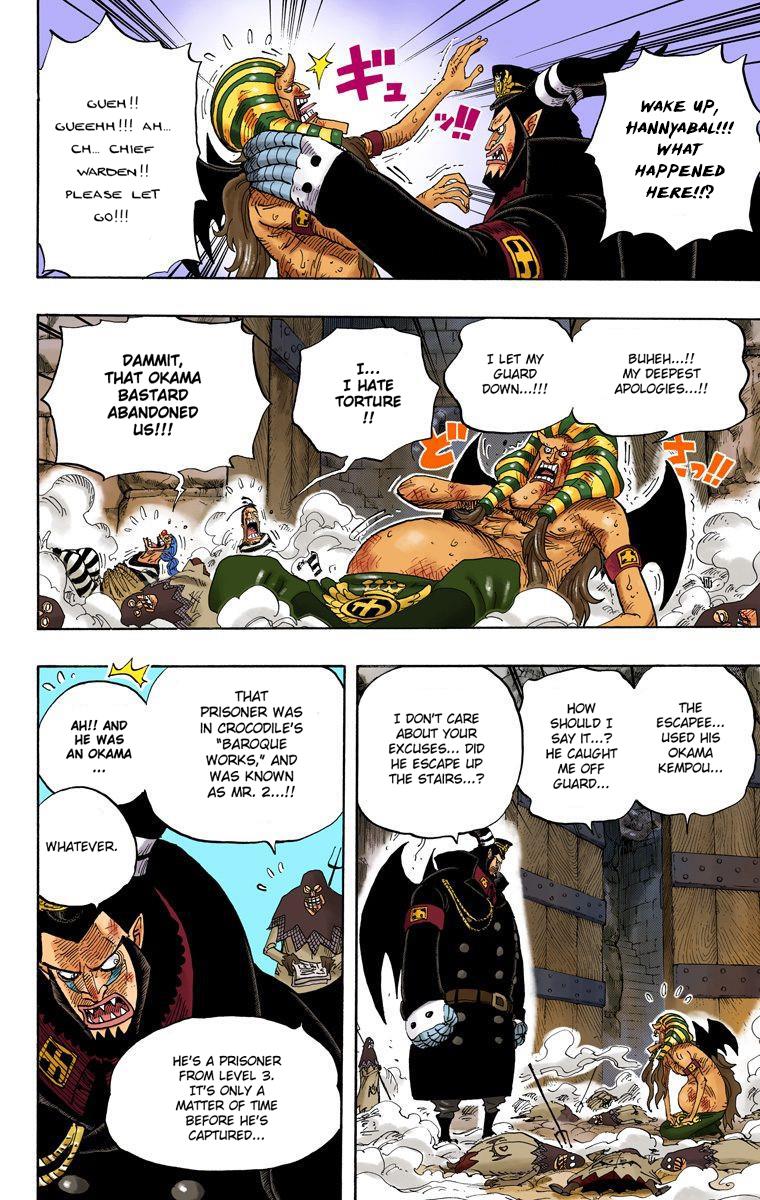 WAKE UP,
HANNYABAL!!!
WHAT
HAPPENED
HERE!!?
ギュッ!!
GUEH!!
GUEEHH!!! AH...
CH... CHIEF
WARDEN!!
PLEASE LET
GO!!!
BUHEH...!!
MY DEEPEST
APOLOGIES...!!
I LET MY
GUARD
DOWN...!!!
どさっ!!
I...
I HATE
TORTURE
!!
DAMMIT,
THAT OKAMA
BASTARD
ABANDONED
US!!!
THE
ESCAPEE...
USED HIS
OKAMA
KEMPOU...
HOW
SHOULD I
SAY IT...?
HE CAUGHT
ME OFF
GUARD...
I DON'T CARE
ABOUT YOUR
EXCUSES... DID
HE ESCAPE UP
THE STAIRS...?
THAT
PRISONER WAS
IN CROCODILE'S
"BAROQUE
WORKS," AND
WAS KNOWN
AS MR. 2...!!
AH!! AND
HE WAS
AN OKAMA
...
WHATEVER.
HE'S A PRISONER
FROM LEVEL 3.
IT'S ONLY A
MATTER OF TIME
BEFORE HE'S
CAPTURED...